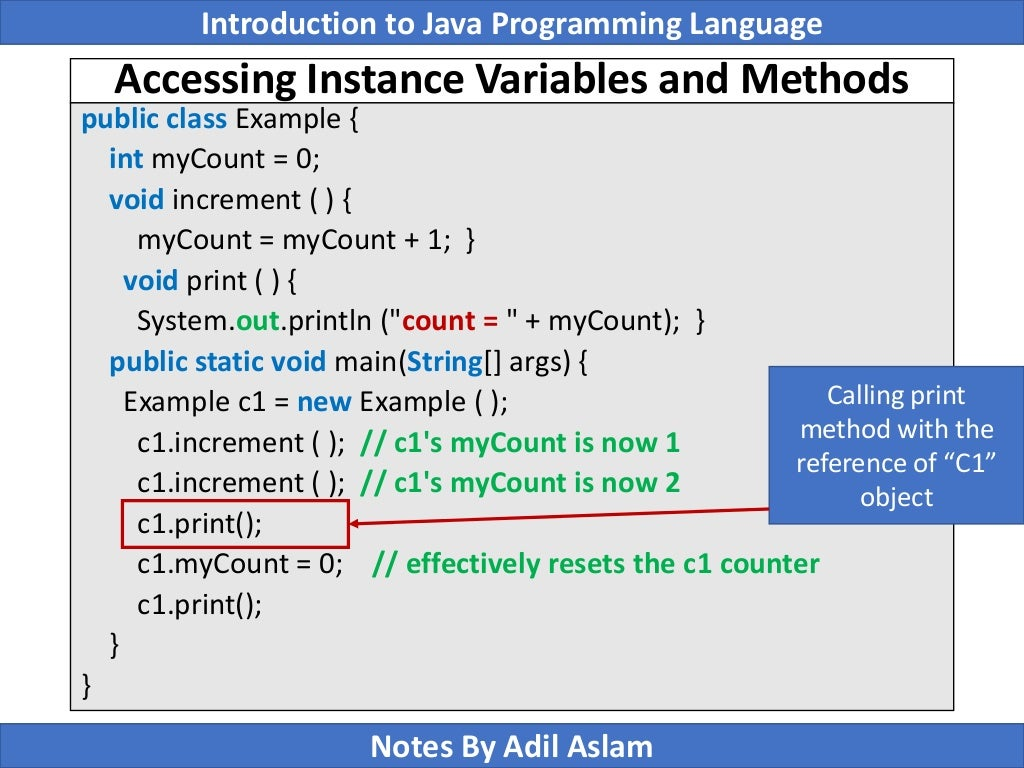 Introduction to Java Programming Language
Accessing Instance Variables and Methods
public class Example {
int myCount = 0;
void increment ( ) {
myCount = myCount + 1;  }
void print ( ) {
System.out.println ("count = " + myCount);  }
public static void main(String[] args) {
Example c1 = new Example ( );
c1.increment ( );  // c1's myCount is now 1
c1.increment ( );  // c1's myCount is now 2
c1.print();
c1.myCount = 0;   // effectively resets the c1 counter
c1.print();
}
}
Calling print
method with the
reference of “C1”
object
Notes By Adil Aslam